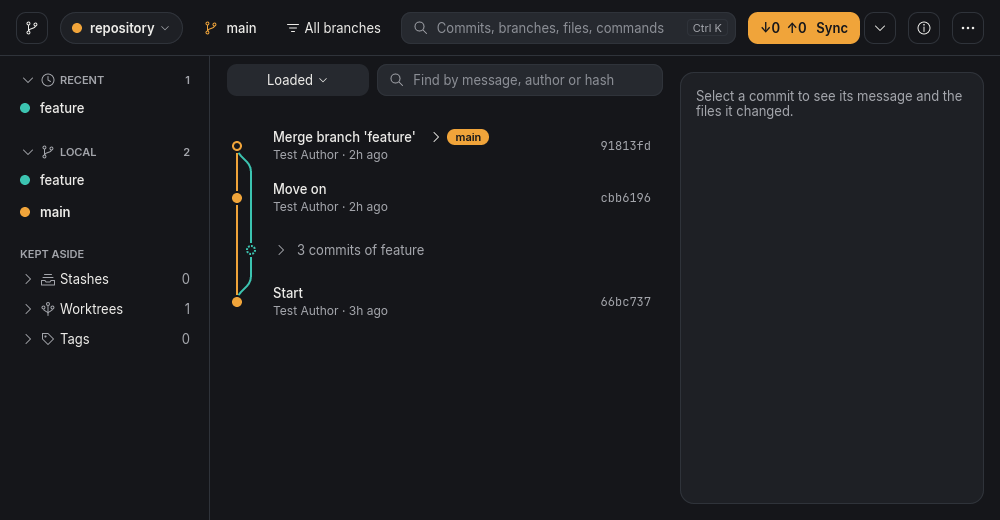 repository
main
All branches
Commits, branches, files, commands
Ctrl K
↓0 ↑0 Sync
RECENT 1
feature
LOCAL 2
feature
main
KEPT ASIDE
Stashes 0
Worktrees 1
Tags 0
Loaded
Find by message, author or hash
Merge branch 'feature' main
Test Author · 2h ago
91813fd
Move on
Test Author · 2h ago
cbb6196
3 commits of feature
Start
Test Author · 3h ago
66bc737
Select a commit to see its message and the
files it changed.